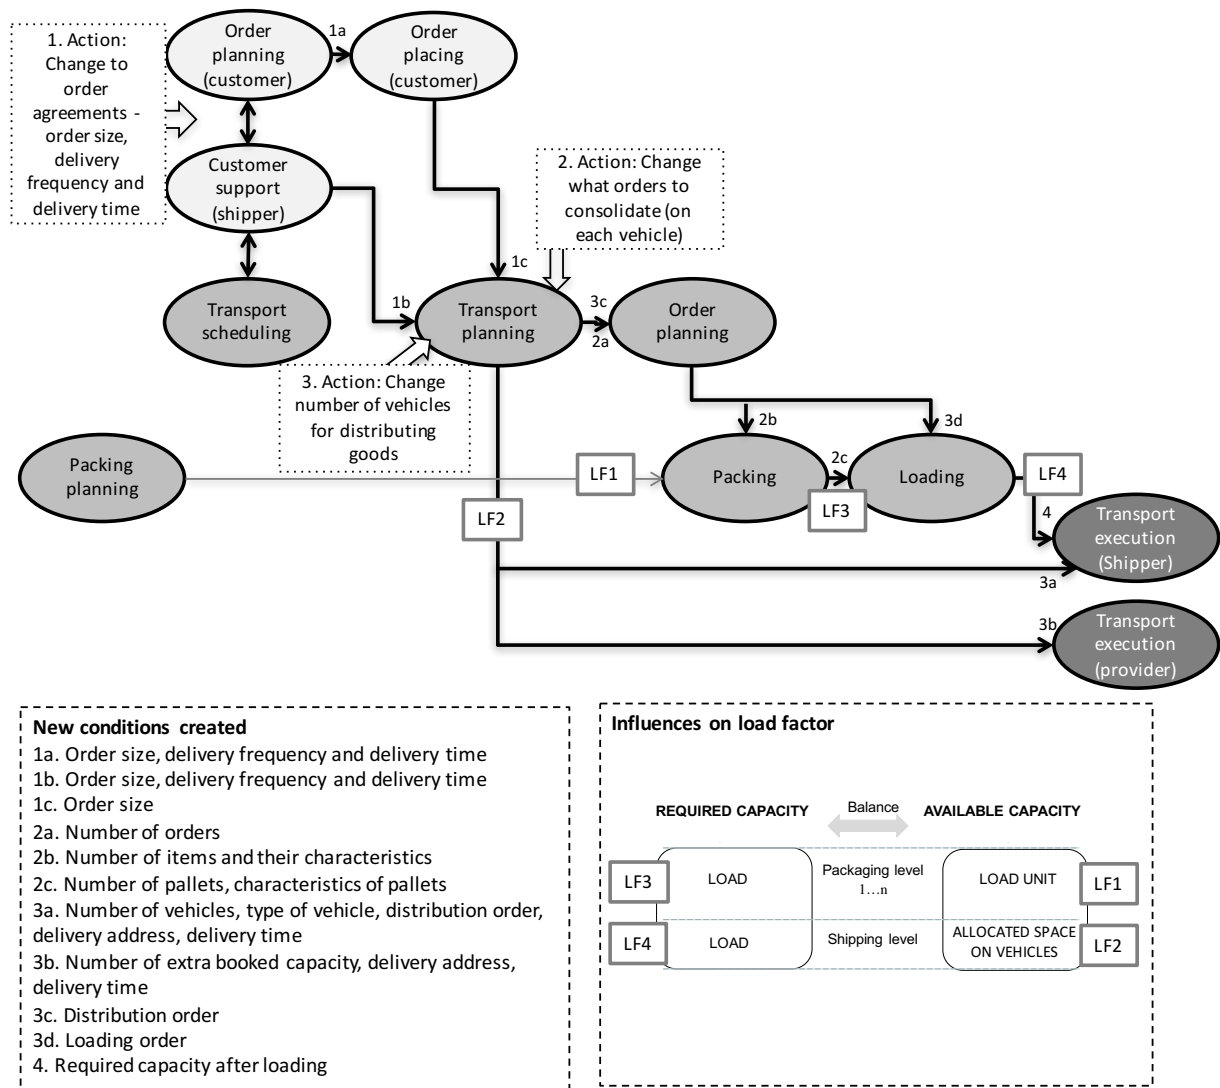 1. Action:
Change to
order
agreements -
order size,
delivery
frequency and
delivery time
Order
planning
(customer)
1a
Order
placing
(customer)
Customer
support
(shipper)
2. Action: Change
what orders to
consolidate (on
each vehicle)
1c
Transport
scheduling
1b
Transport
planning
3c
2a
Order
planning
3. Action: Change
number of vehicles
for distributing
goods
2b
3d
Packing
planning
LF1
Packing
2c
LF3
Loading
LF4
4
LF2
Transport
execution
(Shipper)
3a
3b
Transport
execution
(provider)
New conditions created
1a. Order size, delivery frequency and delivery time
1b. Order size, delivery frequency and delivery time
1c. Order size
2a. Number of orders
2b. Number of items and their characteristics
2c. Number of pallets, characteristics of pallets
3a. Number of vehicles, type of vehicle, distribution order,
delivery address, delivery time
3b. Number of extra booked capacity, delivery address,
delivery time
3c. Distribution order
3d. Loading order
4. Required capacity after loading
Influences on load factor
REQUIRED CAPACITY
Balance
AVAILABLE CAPACITY
LF3
LOAD
Packaging level
1…n
LOAD UNIT
LF1
LF4
LOAD
Shipping level
ALLOCATED SPACE
ON VEHICLES
LF2